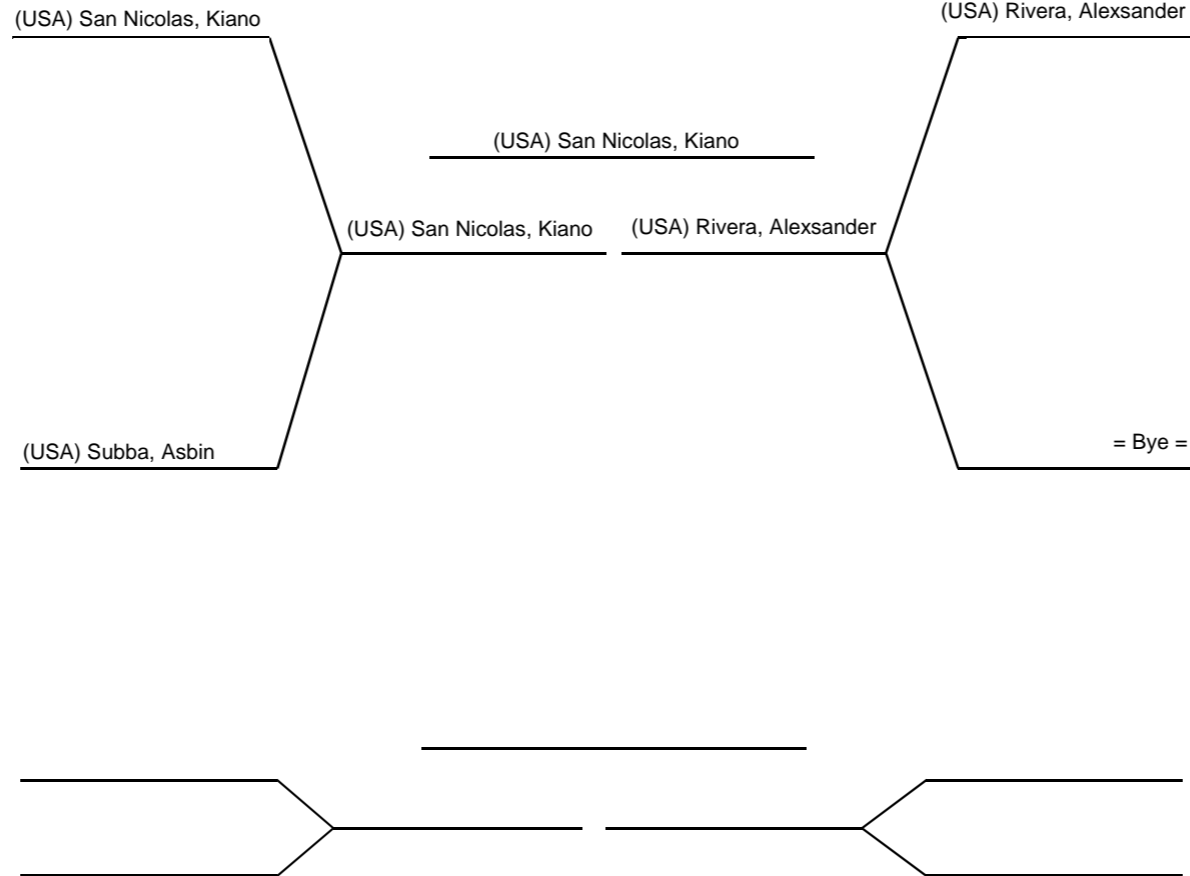 (USA) San Nicolas, Kiano
(USA) Rivera, Alexsander
(USA) San Nicolas, Kiano
(USA) San Nicolas, Kiano
(USA) Rivera, Alexsander
(USA) Subba, Asbin
= Bye =